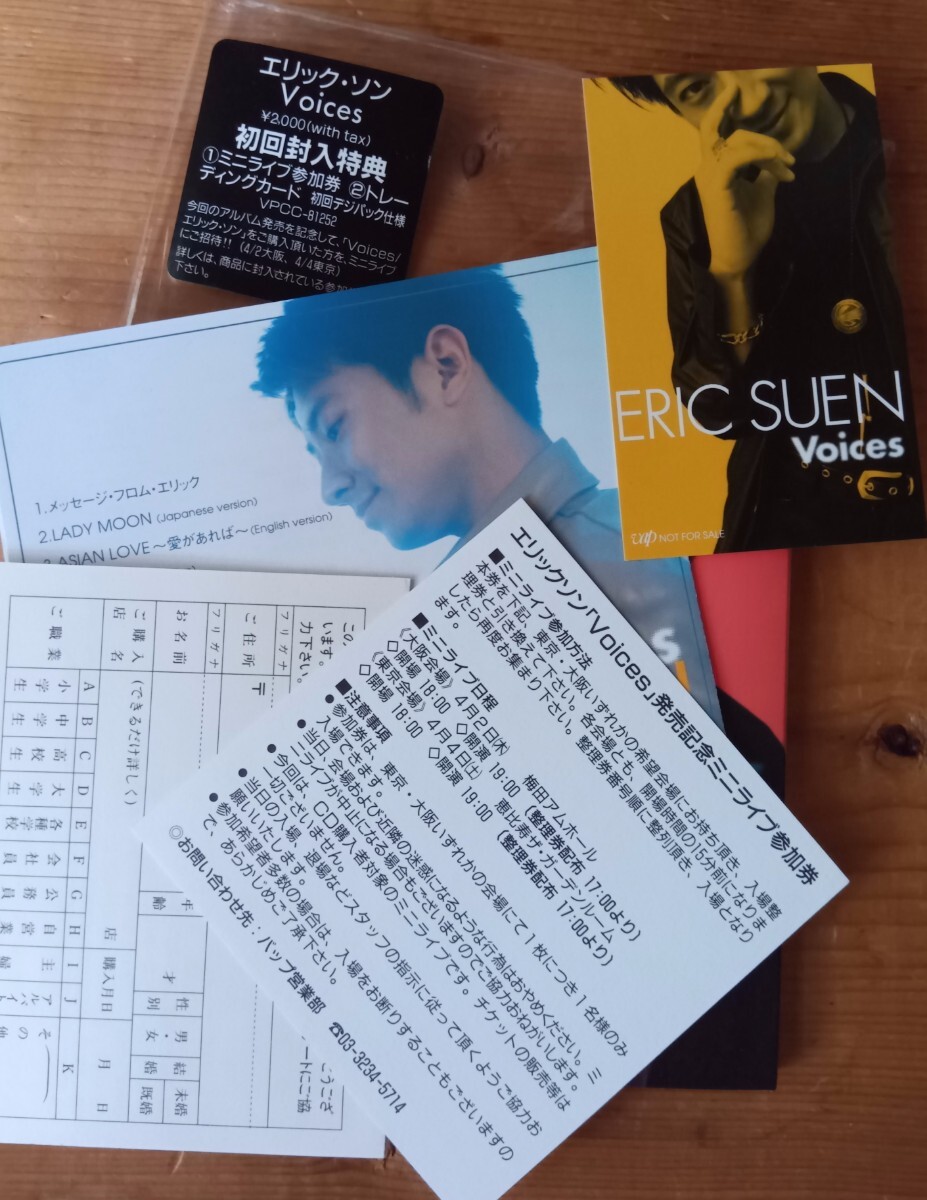 エリック・ソン
Voices
¥2,000(with tax)
初回封入特典
①ミニライブ参加券 ②トレー
ディングカード 初回デジパック仕様
VPCC-81252
今回のアルバム発売を記念して、「Voices/
エリック・ソン」をご購入頂いた方を、ミニライブ
にご招待!! (4/2大阪、4/4東京)
詳しくは、商品に封入されている参加
下さい。
ERIC SUEN
Voices
vap NOT FOR SALE
1.メッセージ・フロム・エリック
2.LADY MOON (Japanese version)
ASIAN LOVE～愛があれば～(English version)
エリックソン「Voices」発売記念ミニライブ参加券
■ミニライブ参加方法
本券を下記、東京・大阪いずれかの希望会場にお持ち頂き、入場整
理券と引き換えて下さい。各会場とも、開場時間の15分前になりま
したら再度お集まり下さい。整理券番号順に整列頂き、入場となり
ます。
■ミニライブ日程
《大阪会場》4月2日㈭ 梅田アムホール
◇開場 18:00 ◇開演 19:00 (整理券配布 17:00より)
《東京会場》4月4日㈯ 恵比寿ザ・ガーデンルーム
◇開場 18:00 ◇開演 19:00 (整理券配布 17:00より)
■注意事項
●参加券は、東京・大阪いずれかの会場にて1枚につき1名様のみ
入場できます。
●当日会場および近隣の迷惑になるような行為はおやめください。ミ
ニライブが中止になる場合もございますのでご協力おねがいします。
●今回は、CD購入者対象のミニライブです。チケットの販売等は
一切ございません。
●当日の入場、退場などスタッフの指示に従って頂くようご協力お
願いいたします。
●参加希望者多数の場合は、入場をお断りすることもございますの
で、あらかじめご了承下さい。
◎お問い合わせ先：バップ営業部 ☎03-3234-5714
この
います。
力下さい。
うござ
ートにご協
フリガナ
ご住所
〒
フリガナ
お名前
年齢
才
性別
男・女
結婚
未婚
既婚
ご購入店名
(できるだけ詳しく)
店
購入月日
月 日
ご職業
A 小学生
B 中学生
C 高校生
D 大学生
E 各種学校
F 会社員
G 公務員
H 自営業
I 主婦
J アルバイト
K その他